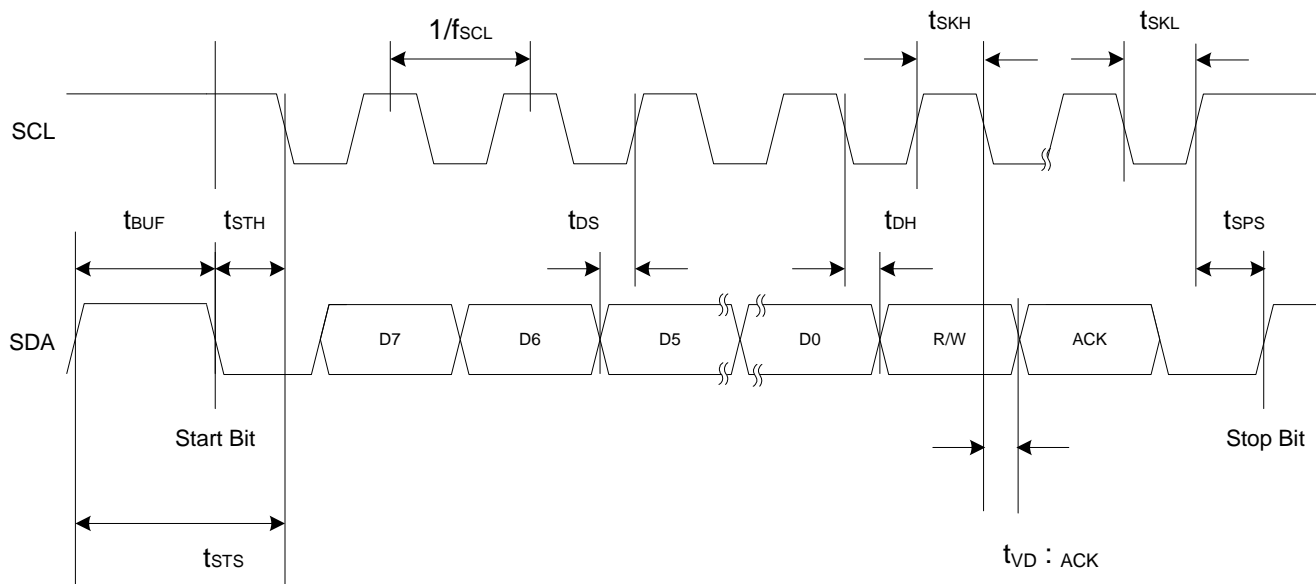 1/fSCL
tSKH
tSKL
SCL
tBUF
tSTH
tDS
tDH
tSPS
SDA
D7
D6
D5
D0
R/W
ACK
Start Bit
Stop Bit
tSTS
tVD : ACK